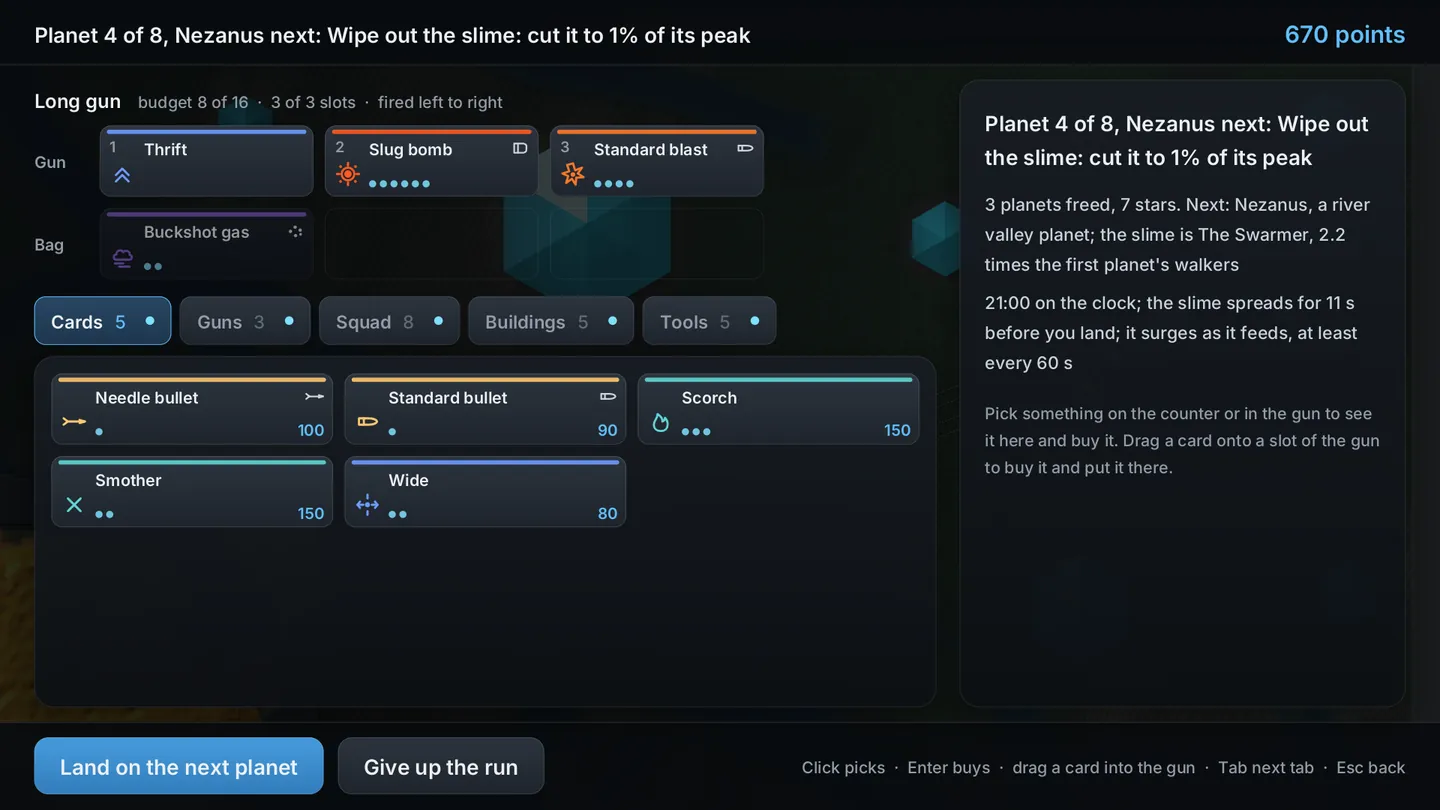 Planet 4 of 8, Nezanus next: Wipe out the slime: cut it to 1% of its peak
670 points
Long gun budget 8 of 16 · 3 of 3 slots · fired left to right
Gun
1 Thrift
2 Slug bomb
3 Standard blast
Bag
Buckshot gas
Cards 5
Guns 3
Squad 8
Buildings 5
Tools 5
Needle bullet
100
Standard bullet
90
Scorch
150
Smother
150
Wide
80
Planet 4 of 8, Nezanus next: Wipe out
the slime: cut it to 1% of its peak
3 planets freed, 7 stars. Next: Nezanus, a river
valley planet; the slime is The Swarmer, 2.2
times the first planet's walkers
21:00 on the clock; the slime spreads for 11 s
before you land; it surges as it feeds, at least
every 60 s
Pick something on the counter or in the gun to see
it here and buy it. Drag a card onto a slot of the gun
to buy it and put it there.
Land on the next planet
Give up the run
Click picks · Enter buys · drag a card into the gun · Tab next tab · Esc back